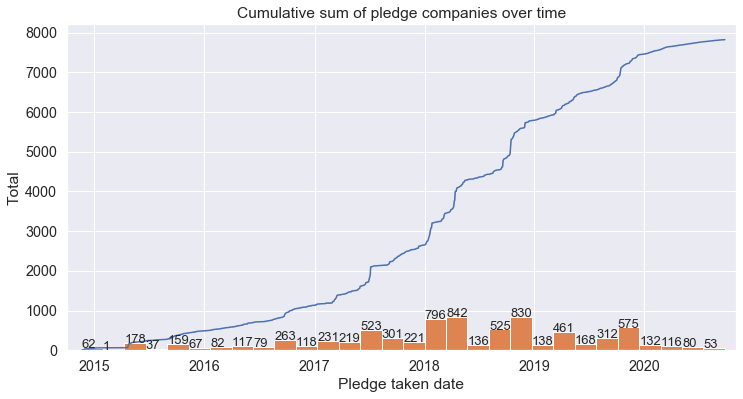 Cumulative sum of pledge companies over time
8000
7000
6000
5000
4000
3000
2000
1000
0
Total
62 1 178 37 159 67 82 117 79 263 118 231 219 523 301 221 796 842 136 525 830 138 461 168 312 575 132 116 80 53
2015 2016 2017 2018 2019 2020
Pledge taken date